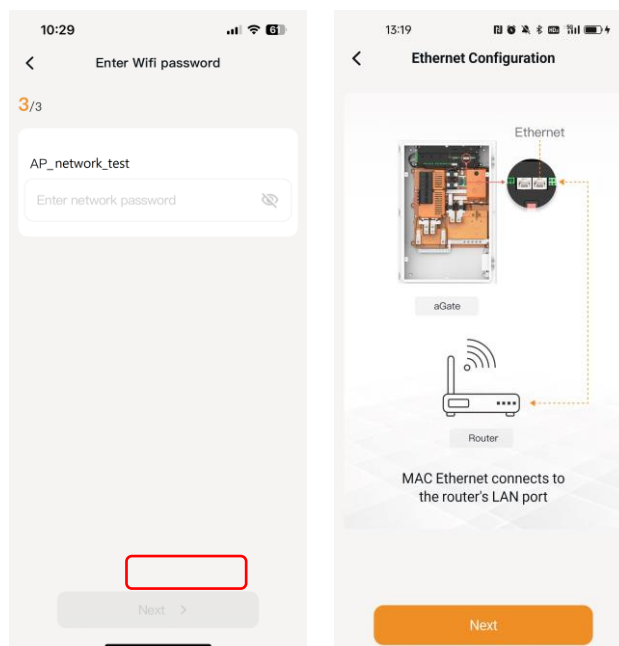 10:29
61
Enter Wifi password
3/3
AP_network_test
Enter network password
Next >
13:19
Ethernet Configuration
Ethernet
aGate
Router
MAC Ethernet connects to
the router's LAN port
Next